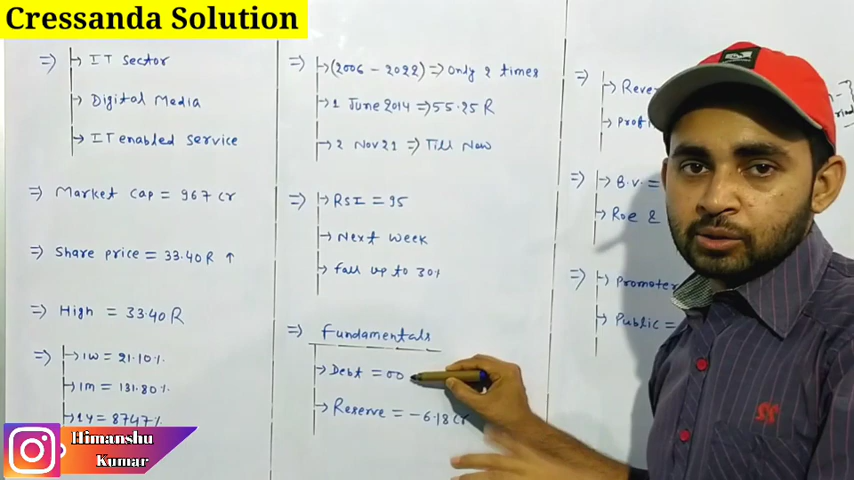 Cressanda Solution
=> → IT Sector
→ Digital Media
→ IT enabled Service
=> Market Cap = 967 Cr
=> Share price = 33.40 R ↑
=> High = 33.40 R
=> → 1W = 21.10%
→ 1M = 131.80%
→ 1Y = 8747%
Himanshu
Kumar
=> → (2006 - 2022) => Only 2 times
→ 1 June 2014 => 55.25 R
→ 2 Nov 21 => Till Now
=> → RSI = 95
→ Next week
→ fall up to 30%
=> Fundamentals
→ Debt = 00
→ Reserve = -6.18 Cr
=> → Reve
→ Profi
=> → B.V. =
→ Roe &
=> → Promoter
→ Public =